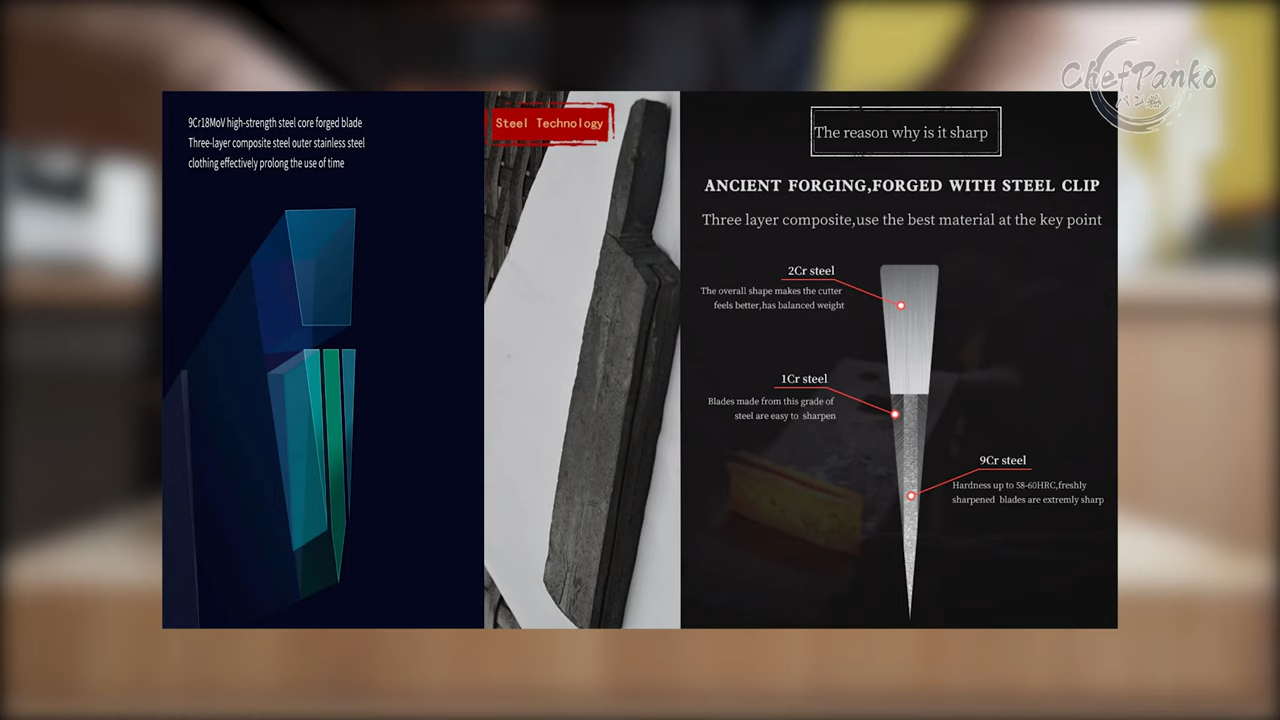 9Cr18MoV high-strength steel core forged blade
Three-layer composite steel outer stainless steel
clothing effectively prolong the use of time
Steel Technology
The reason why is it sharp
ANCIENT FORGING,FORGED WITH STEEL CLIP
Three layer composite,use the best material at the key point
2Cr steel
The overall shape makes the cutter
feels better,has balanced weight
1Cr steel
Blades made from this grade of
steel are easy to sharpen
9Cr steel
Hardness up to 58-60HRC,freshly
sharpened blades are extremly sharp
ChefPanko
パン粉